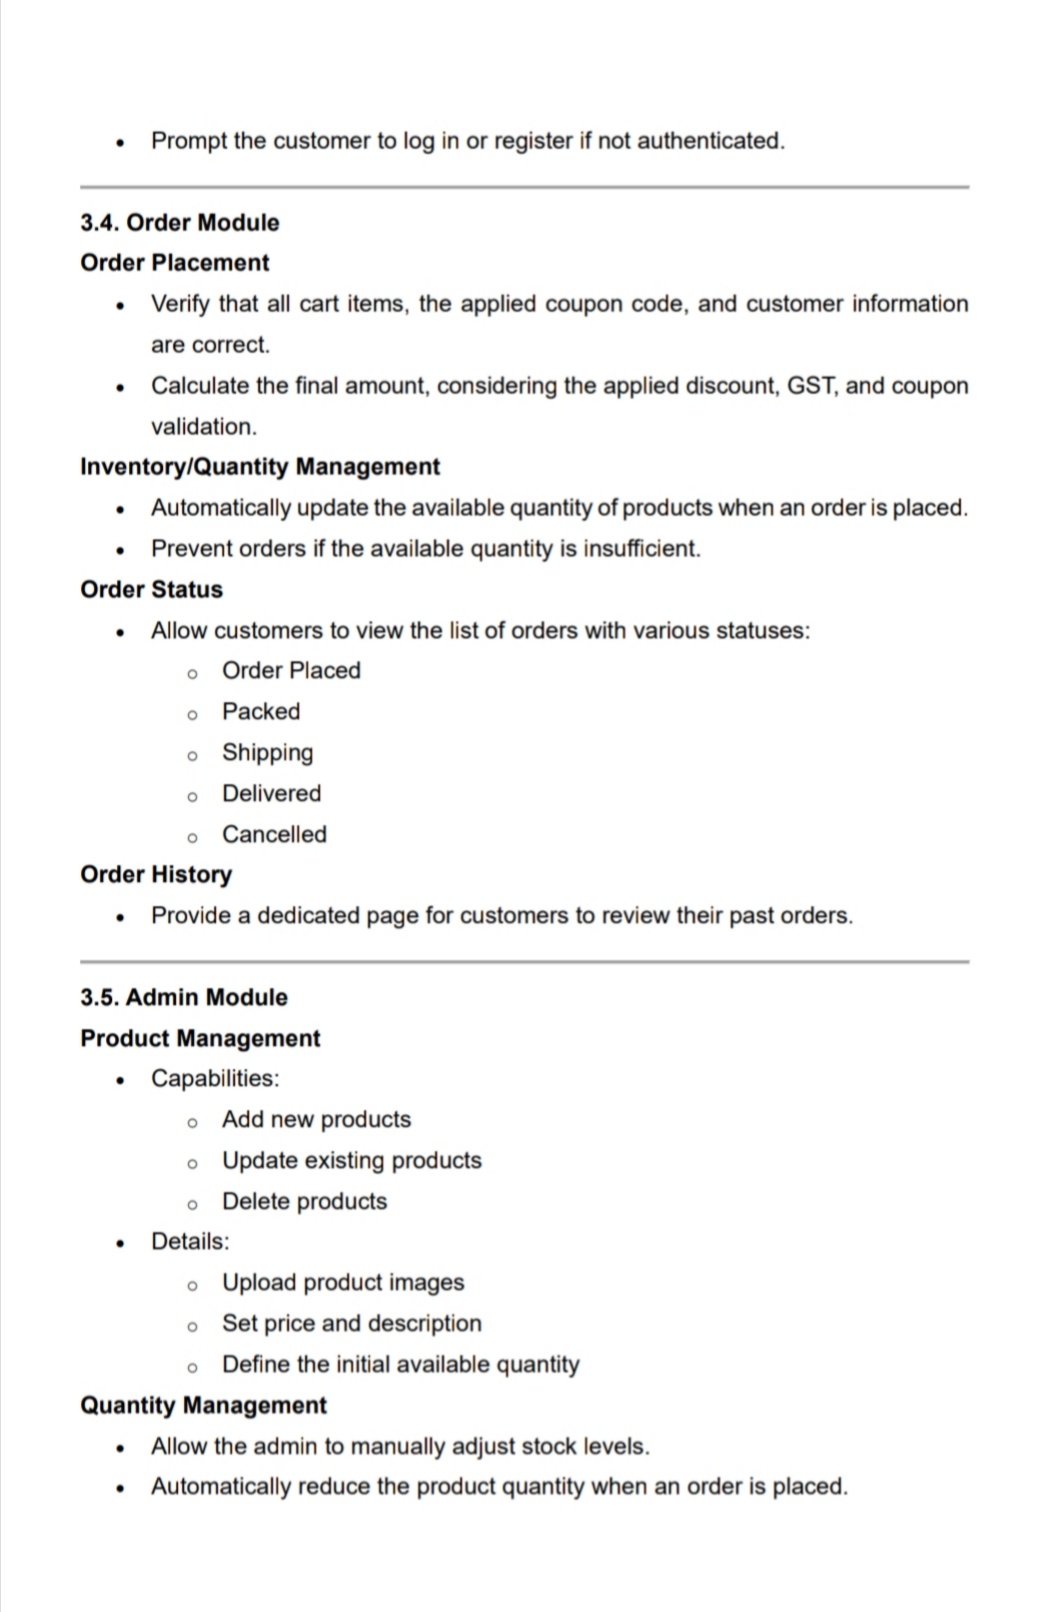 • Prompt the customer to log in or register if not authenticated.
3.4. Order Module
Order Placement
• Verify that all cart items, the applied coupon code, and customer information
are correct.
• Calculate the final amount, considering the applied discount, GST, and coupon
validation.
Inventory/Quantity Management
• Automatically update the available quantity of products when an order is placed.
• Prevent orders if the available quantity is insufficient.
Order Status
• Allow customers to view the list of orders with various statuses:
o Order Placed
o Packed
o Shipping
o Delivered
o Cancelled
Order History
• Provide a dedicated page for customers to review their past orders.
3.5. Admin Module
Product Management
• Capabilities:
o Add new products
o Update existing products
o Delete products
• Details:
o Upload product images
o Set price and description
o Define the initial available quantity
Quantity Management
• Allow the admin to manually adjust stock levels.
• Automatically reduce the product quantity when an order is placed.